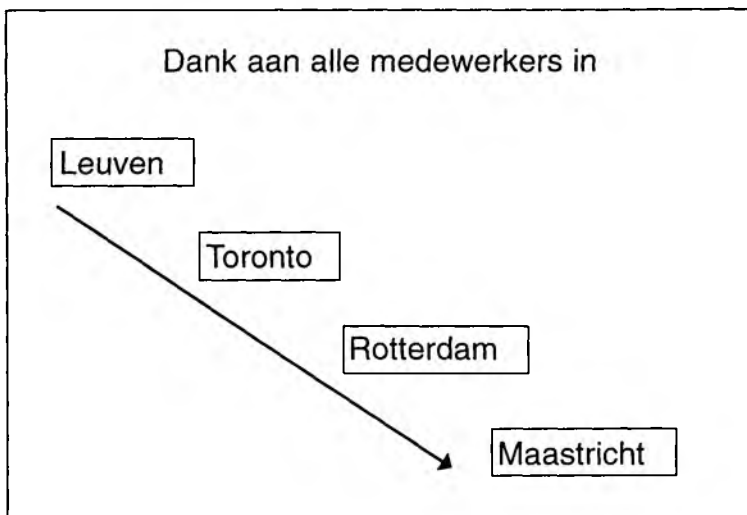 Dank aan alle medewerkers in
Leuven
Toronto
Rotterdam
Maastricht